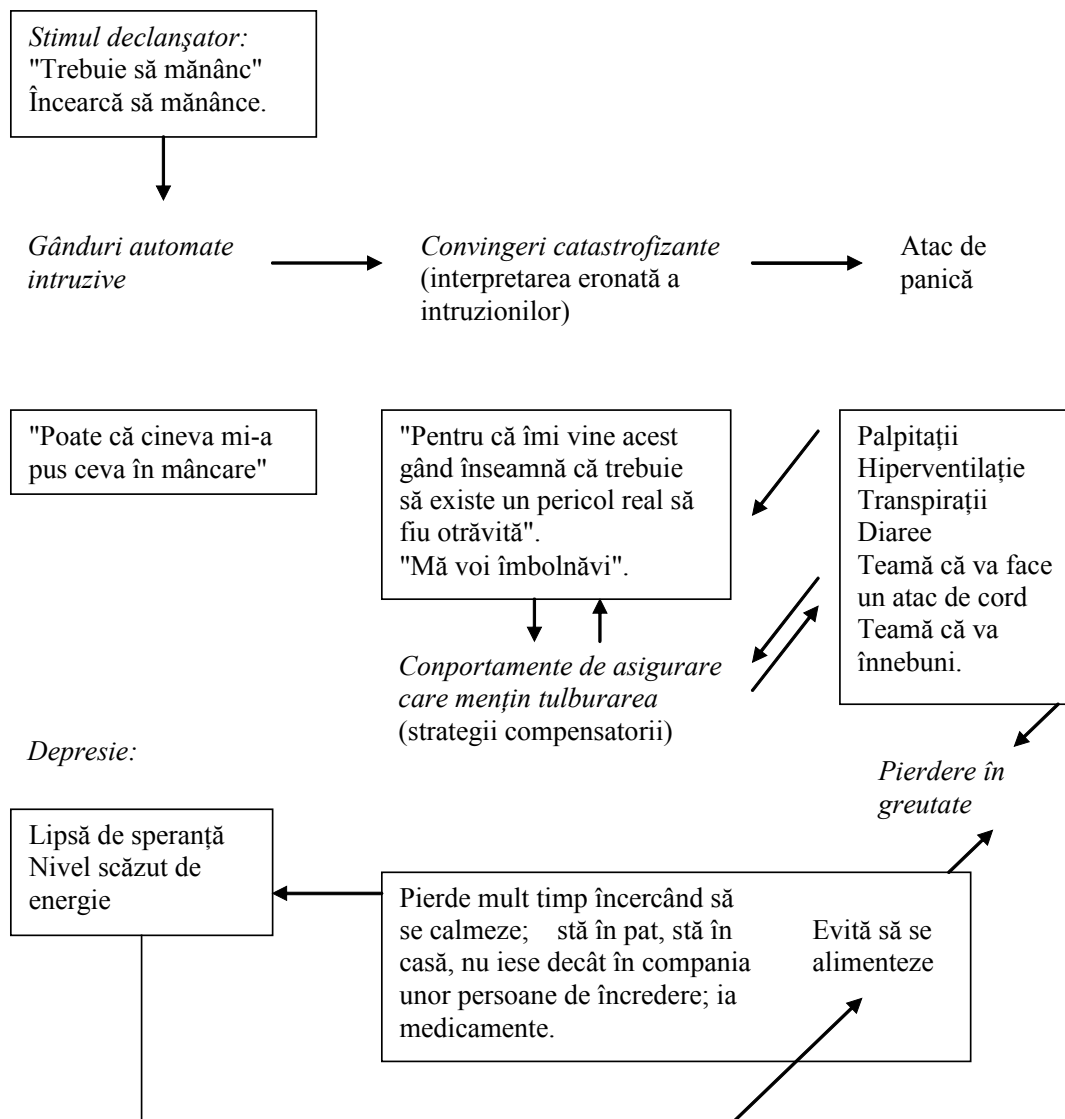 Stimul declanşator:
"Trebuie să mănânc"
Încearcă să mănânce.
Gânduri automate
intruzive
Convingeri catastrofizante
(interpretarea eronată a
intruzionilor)
Atac de
panică
"Poate că cineva mi-a
pus ceva în mâncare"
"Pentru că îmi vine acest
gând înseamnă că trebuie
să existe un pericol real să
fiu otrăvită".
"Mă voi îmbolnăvi".
Palpitații
Hiperventilație
Transpirații
Diaree
Teamă că va face
un atac de cord
Teamă că va
înnebuni.
Conportamente de asigurare
care mențin tulburarea
(strategii compensatorii)
Depresie:
Pierdere în
greutate
Lipsă de speranță
Nivel scăzut de
energie
Pierde mult timp încercând să
se calmeze; stă în pat, stă în
casă, nu iese decât în compania
unor persoane de încredere; ia
medicamente.
Evită să se
alimenteze